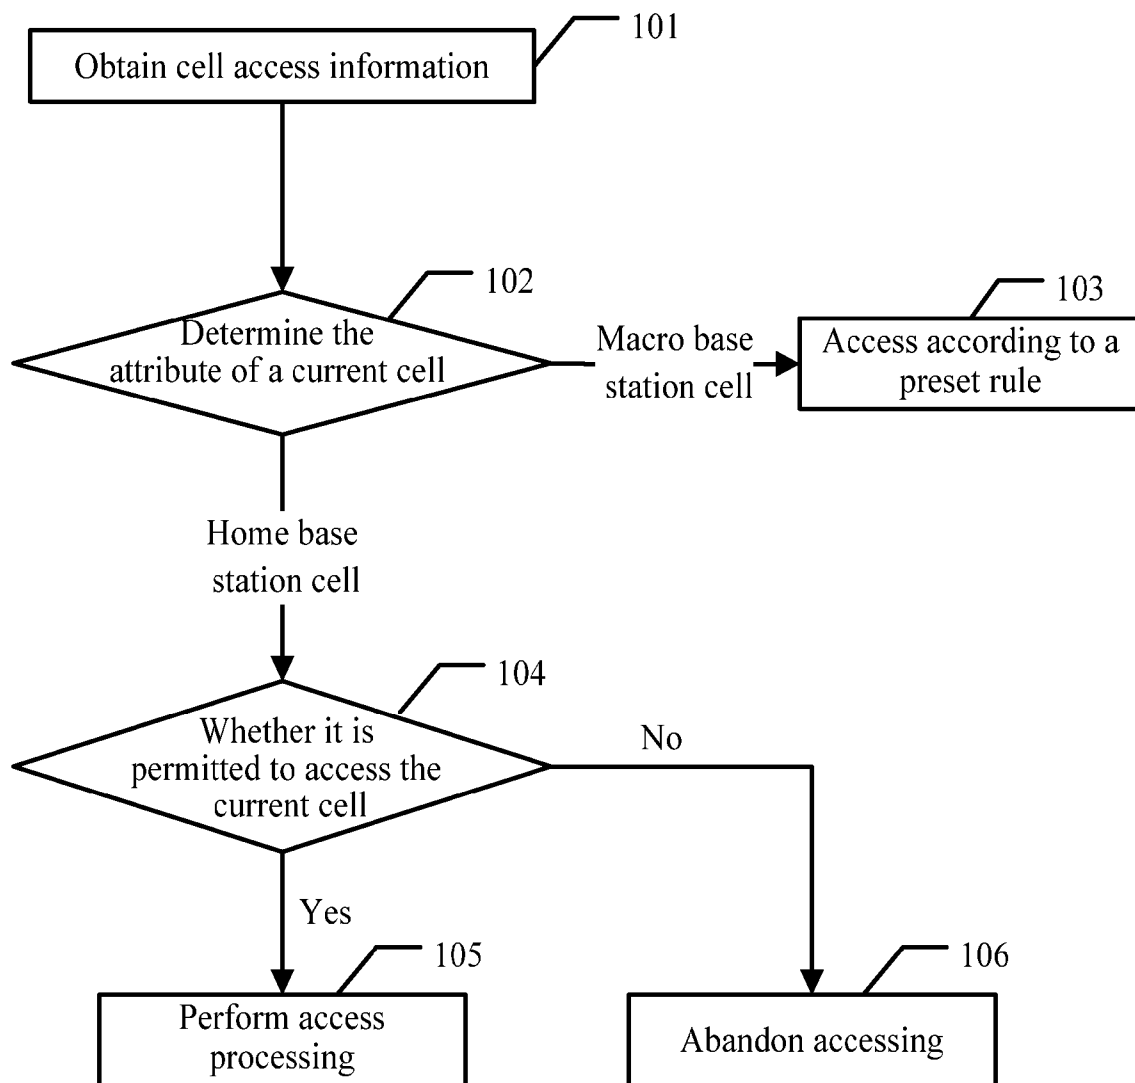 101
Obtain cell access information
102
Determine the
attribute of a current cell
Macro base
station cell
103
Access according to a
preset rule
Home base
station cell
104
Whether it is
permitted to access the
current cell
No
Yes
105
Perform access
processing
106
Abandon accessing